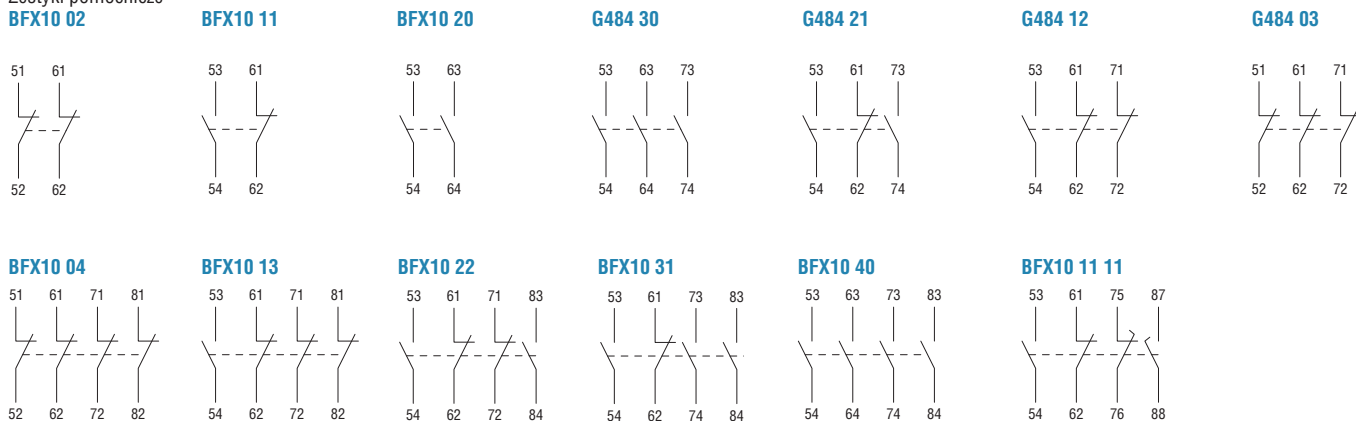 BFX10 02 BFX10 11 BFX10 20 G484 30 G484 21 G484 12 G484 03
51 61 53 61 53 63 53 63 73 53 61 73 53 61 71 51 61 71
52 62 54 62 54 64 54 64 74 54 62 74 54 62 72 52 62 72
BFX10 04 BFX10 13 BFX10 22 BFX10 31 BFX10 40 BFX10 11 11
51 61 71 81 53 61 71 81 53 61 71 83 53 61 73 83 53 63 73 83 53 61 75 87
52 62 72 82 54 62 72 82 54 62 72 84 54 62 74 84 54 64 74 84 54 62 76 88